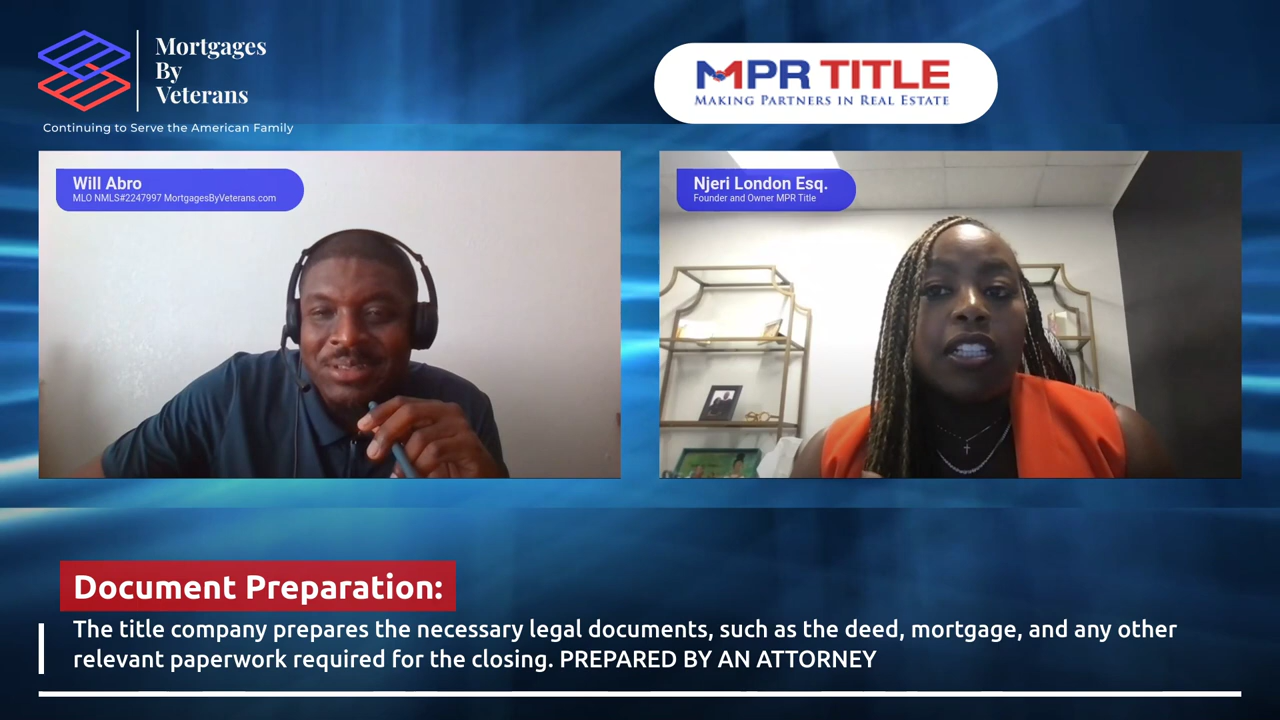 Mortgages
By
Veterans
Continuing to Serve the American Family
MPR TITLE
MAKING PARTNERS IN REAL ESTATE
Will Abro
MLO NMLS#2247997 MortgagesByVeterans.com
Njeri London Esq.
Founder and Owner MPR Title
Document Preparation:
The title company prepares the necessary legal documents, such as the deed, mortgage, and any other
relevant paperwork required for the closing. PREPARED BY AN ATTORNEY